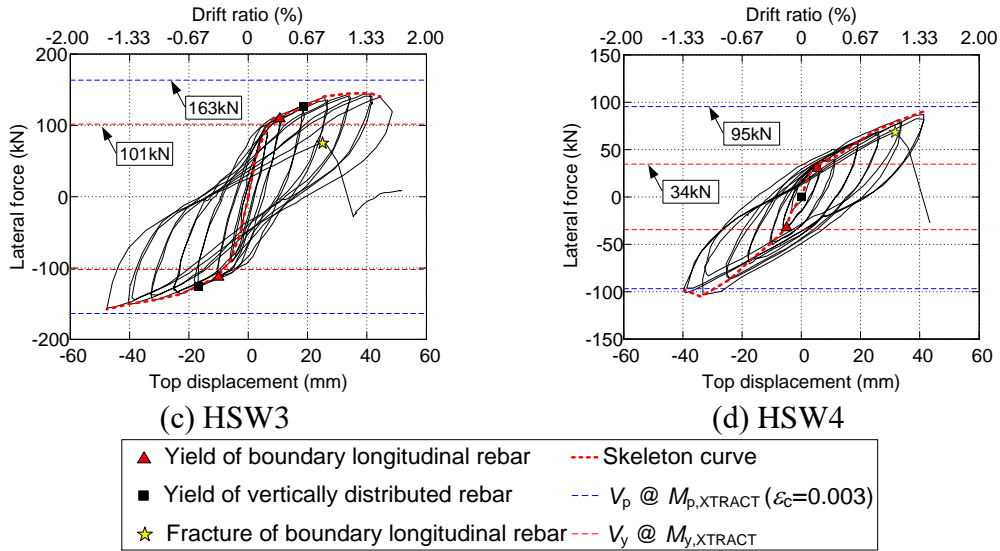 Drift ratio (%)
-2.00 -1.33 -0.67 0 0.67 1.33 2.00
200
100
0
-100
-200
Lateral force (kN)
163kN
101kN
-60 -40 -20 0 20 40 60
Top displacement (mm)
(c) HSW3
Drift ratio (%)
-2.00 -1.33 -0.67 0 0.67 1.33 2.00
150
100
50
0
-50
-100
-150
Lateral force (kN)
95kN
34kN
-60 -40 -20 0 20 40 60
Top displacement (mm)
(d) HSW4
Yield of boundary longitudinal rebar
Skeleton curve
Yield of vertically distributed rebar
Vp @ Mp,XTRACT (εc=0.003)
Fracture of boundary longitudinal rebar
Vy @ My,XTRACT